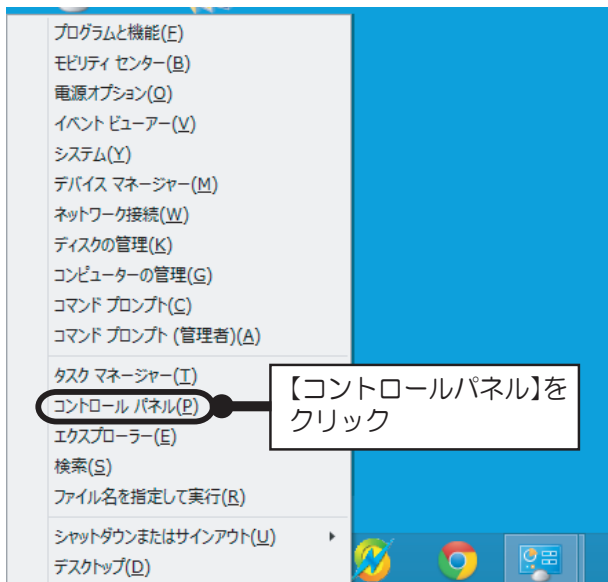 プログラムと機能(F)
モビリティ センター(B)
電源オプション(O)
イベント ビューアー(V)
システム(Y)
デバイス マネージャー(M)
ネットワーク接続(W)
ディスクの管理(K)
コンピューターの管理(G)
コマンド プロンプト(C)
コマンド プロンプト (管理者)(A)
タスク マネージャー(T)
コントロール パネル(P)
【コントロールパネル】を
クリック
エクスプローラー(E)
検索(S)
ファイル名を指定して実行(R)
シャットダウンまたはサインアウト(U)
デスクトップ(D)